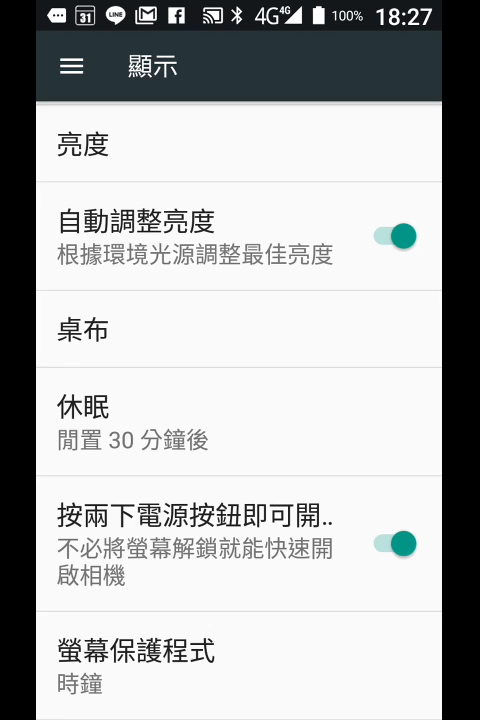 31 LINE 4G 4G 100% 18:27
顯示
亮度
自動調整亮度
根據環境光源調整最佳亮度
桌布
休眠
閒置 30 分鐘後
按兩下電源按鈕即可開..
不必將螢幕解鎖就能快速開
啟相機
螢幕保護程式
時鐘